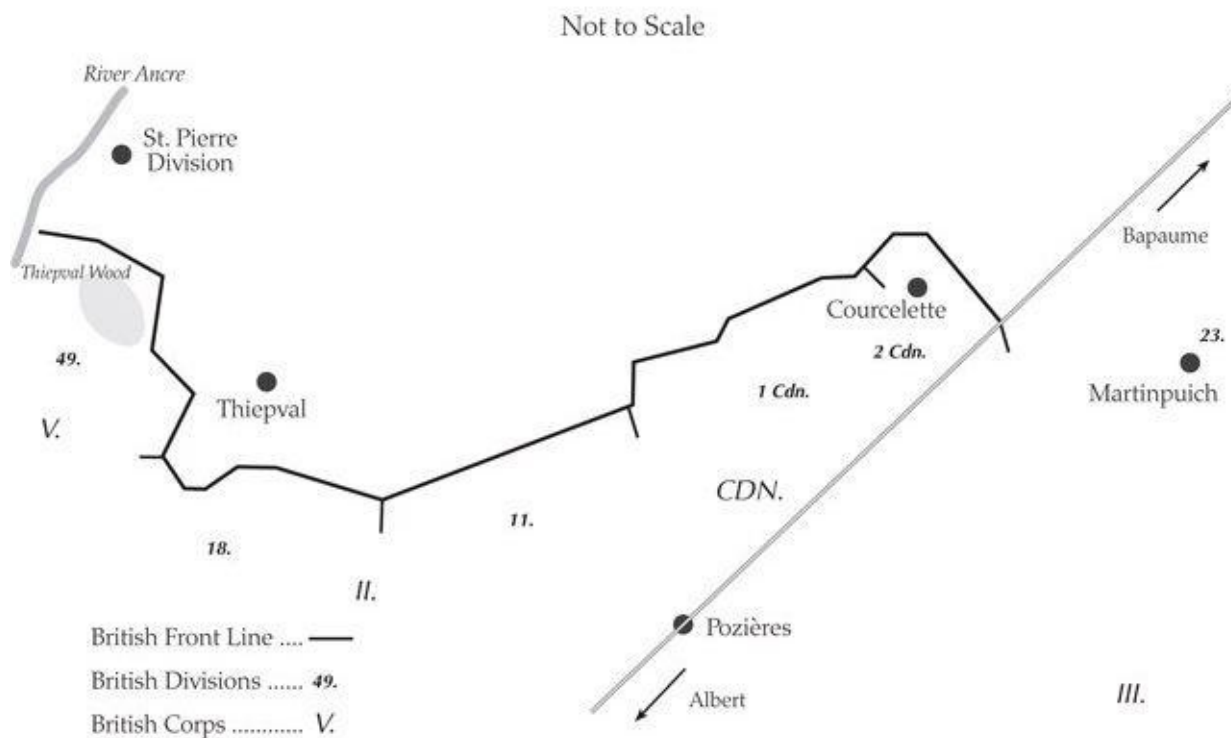 Not to Scale
River Ancre
St. Pierre
Division
Bapaume
Thiepval Wood
Courcelette
49.
2 Cdn.
23.
Thiepval
1 Cdn.
Martinpuich
V.
CDN.
11.
18.
II.
British Front Line ....
Pozières
British Divisions ...... 49.
Albert
III.
British Corps ............ V.